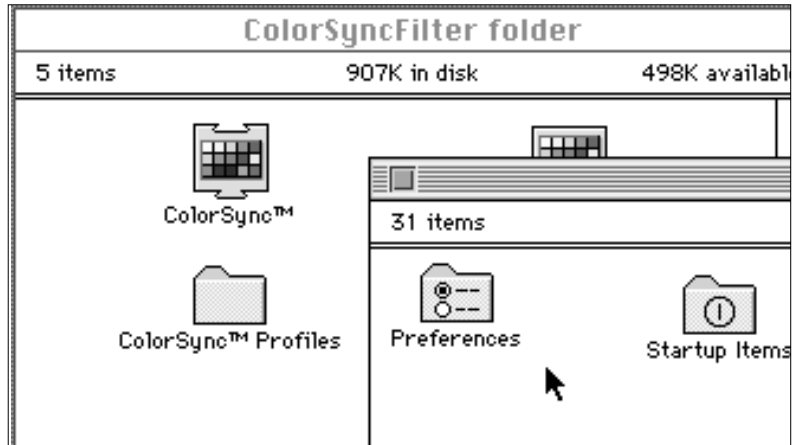 ColorSyncFilter folder
5 items 907K in disk 498K availabl
ColorSync™
31 items
ColorSync™ Profiles
Preferences
Startup Items